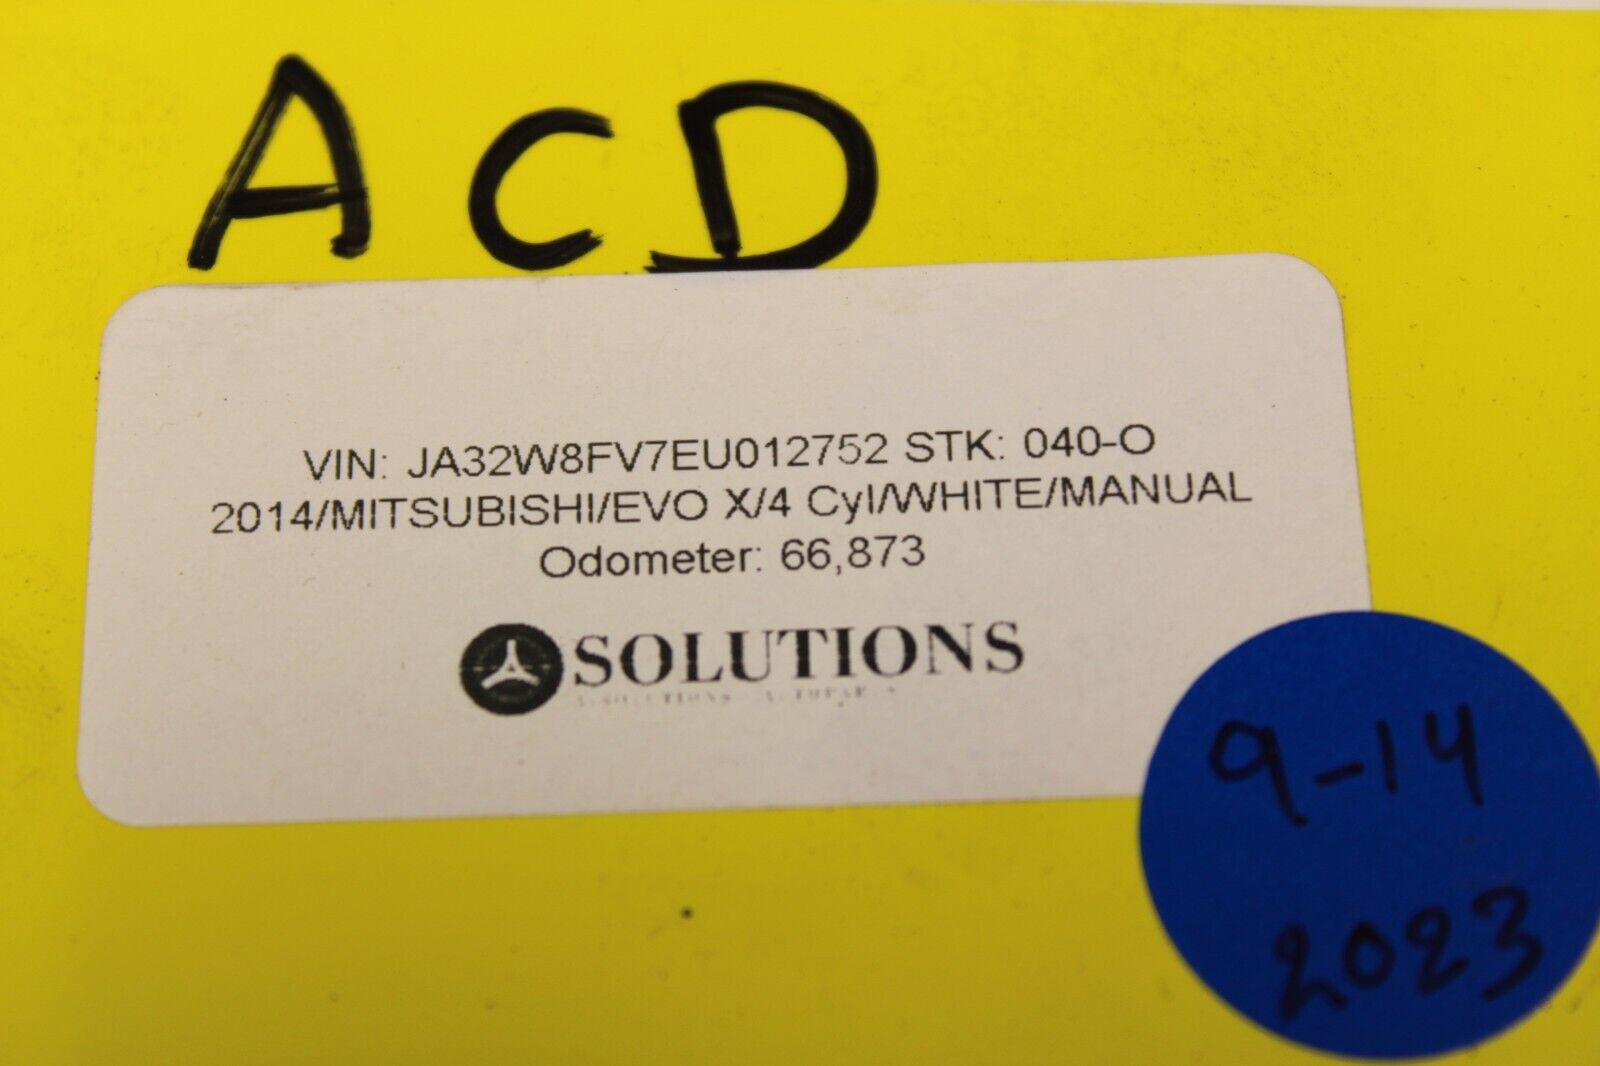 ACD
VIN: JA32W8FV7EU012752 STK: 040-O
2014/MITSUBISHI/EVO X/4 Cyl/WHITE/MANUAL
Odometer: 66,873
SOLUTIONS
9-14
2023